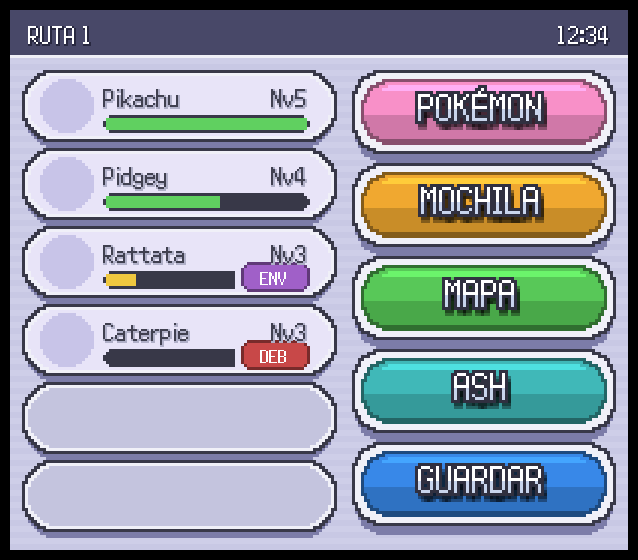 RUTA 1
12:34
Pikachu Nv5
Pidgey Nv4
Rattata Nv3
ENV
Caterpie Nv3
DEB
POKÉMON
MOCHILA
MAPA
ASH
GUARDAR